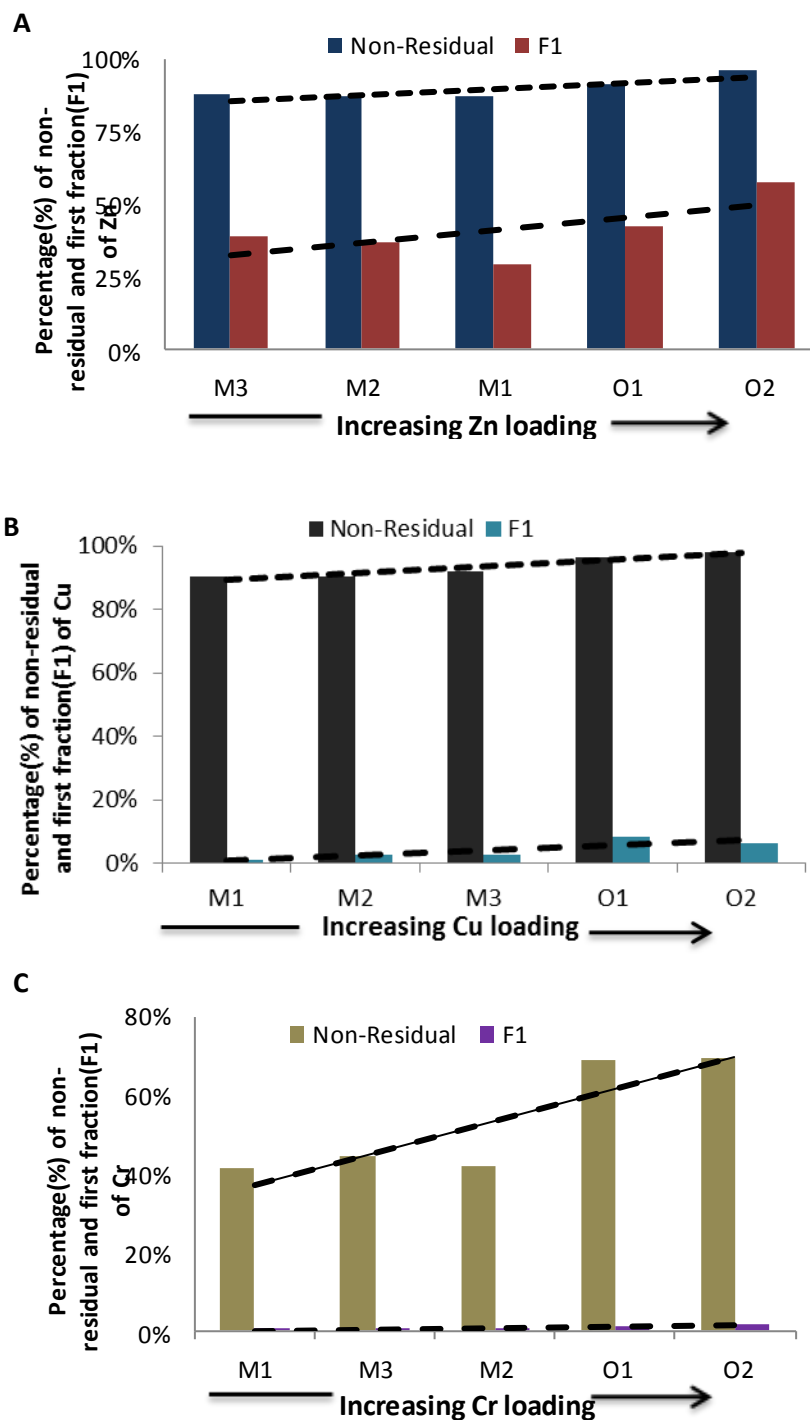 A
Non-Residual F1
Percentage(%) of non-
residual and first fraction(F1)
of Zn
100%
75%
50%
25%
0%
M3 M2 M1 O1 O2
Increasing Zn loading
B
Non-Residual F1
Percentage(%) of non-residual
and first fraction(F1) of Cu
100%
80%
60%
40%
20%
0%
M1 M2 M3 O1 O2
Increasing Cu loading
C
Non-Residual F1
Percentage(%) of non-
residual and first fraction(F1)
of Cr
80%
60%
40%
20%
0%
M1 M3 M2 O1 O2
Increasing Cr loading